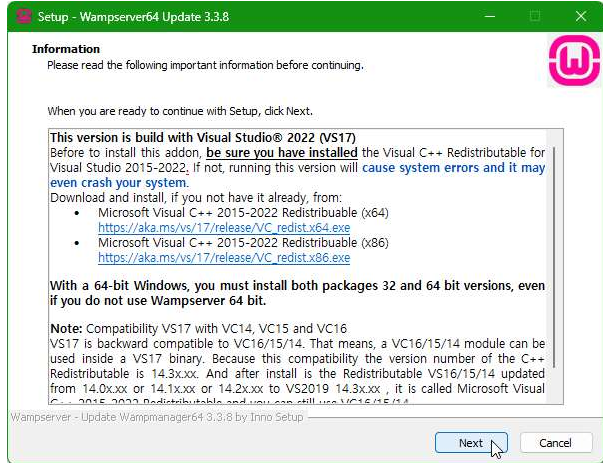 Setup - Wampserver64 Update 3.3.8
Information
Please read the following important information before continuing.
When you are ready to continue with Setup, click Next.
This version is build with Visual Studio® 2022 (VS17)
Before to install this addon, be sure you have installed the Visual C++ Redistributable for
Visual Studio 2015-2022. If not, running this version will cause system errors and it may
even crash your system.
Download and install, if you not have it already, from:
• Microsoft Visual C++ 2015-2022 Redistribuable (x64)
https://aka.ms/vs/17/release/VC_redist.x64.exe
• Microsoft Visual C++ 2015-2022 Redistribuable (x86)
https://aka.ms/vs/17/release/VC_redist.x86.exe
With a 64-bit Windows, you must install both packages 32 and 64 bit versions, even
if you do not use Wampserver 64 bit.
Note: Compatibility VS17 with VC14, VC15 and VC16
VS17 is backward compatible to VC16/15/14. That means, a VC16/15/14 module can be
used inside a VS17 binary. Because this compatibility the version number of the C++
Redistributable is 14.3x.xx. And after install is the Redistributable VS16/15/14 updated
from 14.0x.xx or 14.1x.xx or 14.2x.xx to VS2019 14.3x.xx , it is called Microsoft Visual
C++ 2015-2022 Redistributable and you can still use VC16/15/14
Wampserver - Update Wampmanager64 3.3.8 by Inno Setup
Next
Cancel